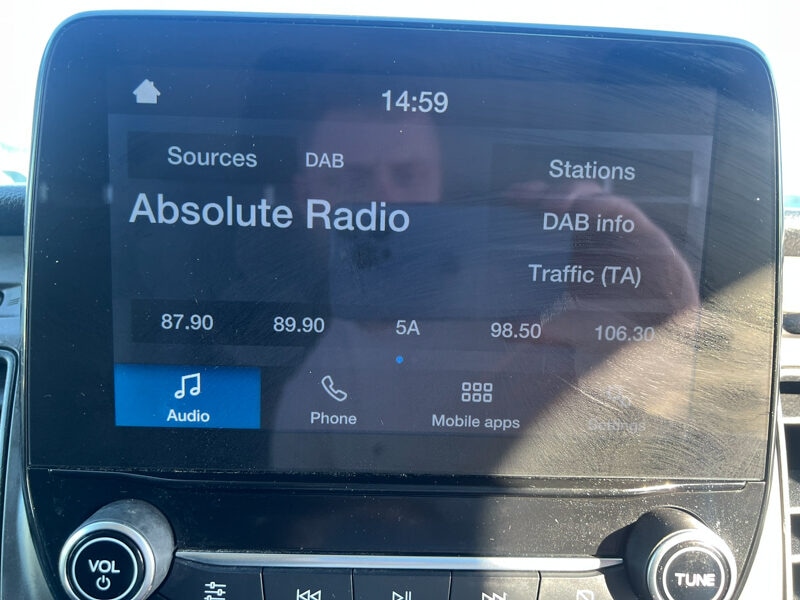 14:59
Sources DAB Stations
Absolute Radio DAB info
Traffic (TA)
87.90 89.90 5A 98.50 106.30
Audio Phone Mobile apps Settings
VOL TUNE